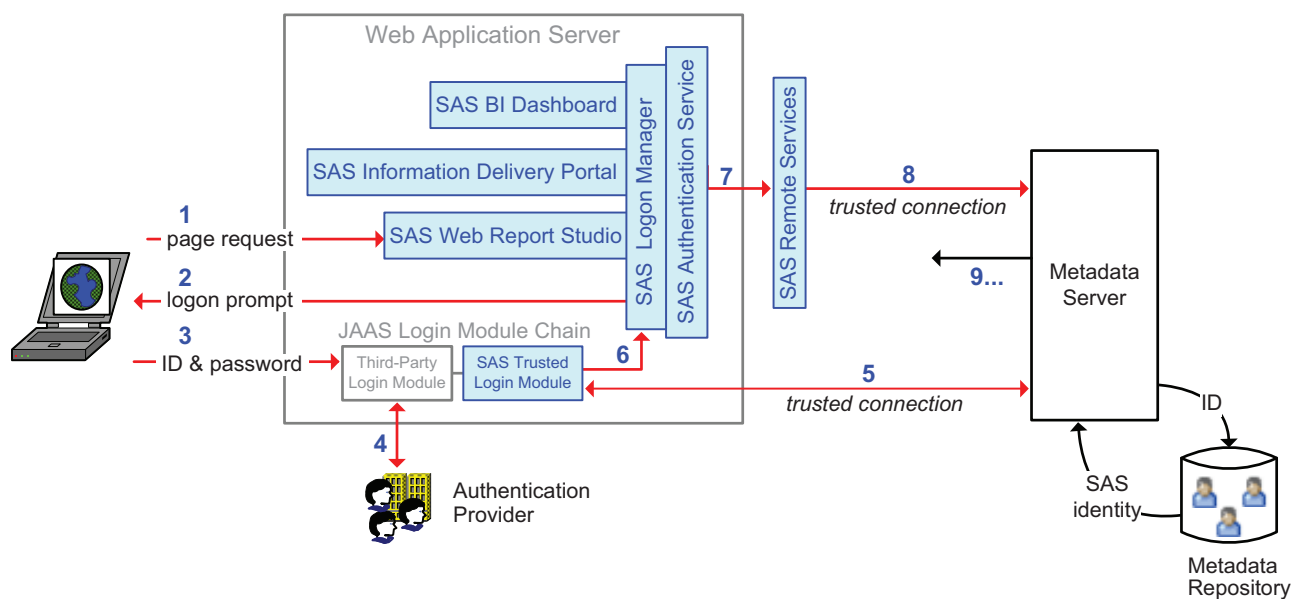 Web Application Server
SAS BI Dashboard
SAS Information Delivery Portal
SAS Web Report Studio
SAS Logon Manager
SAS Authentication Service
SAS Remote Services
1
page request
2
logon prompt
3
ID & password
JAAS Login Module Chain
Third-Party
Login Module
SAS Trusted
Login Module
4
Authentication
Provider
6
7
8
trusted connection
9...
5
trusted connection
Metadada
Server
ID
SAS
identity
Metadata
Repository